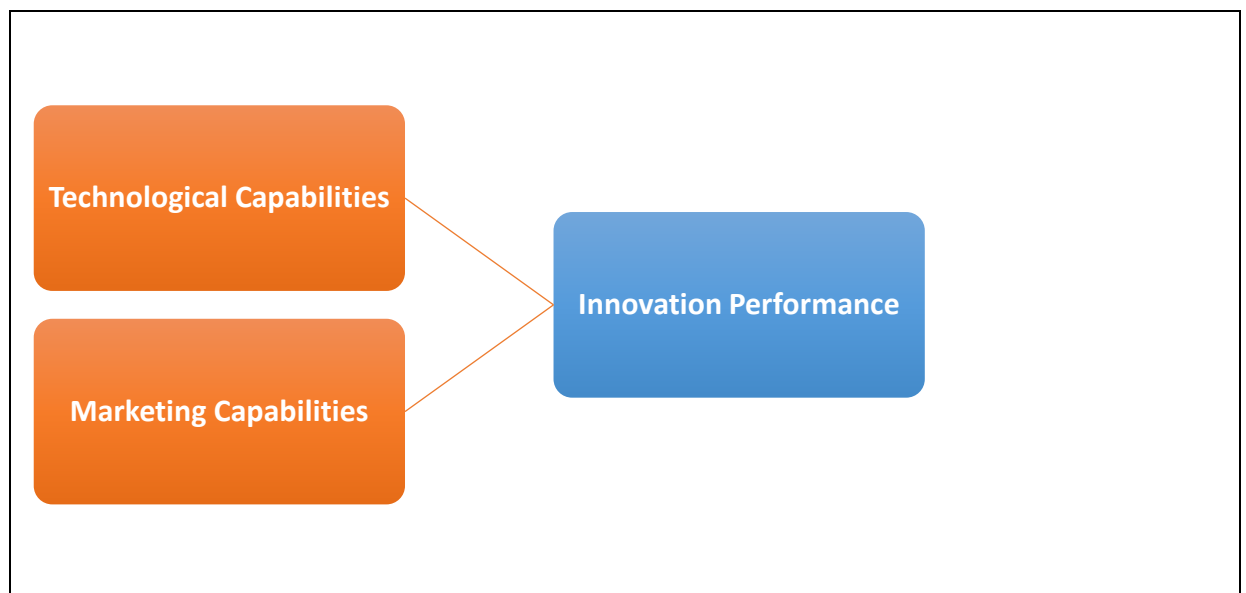 Technological Capabilities
Innovation Performance
Marketing Capabilities